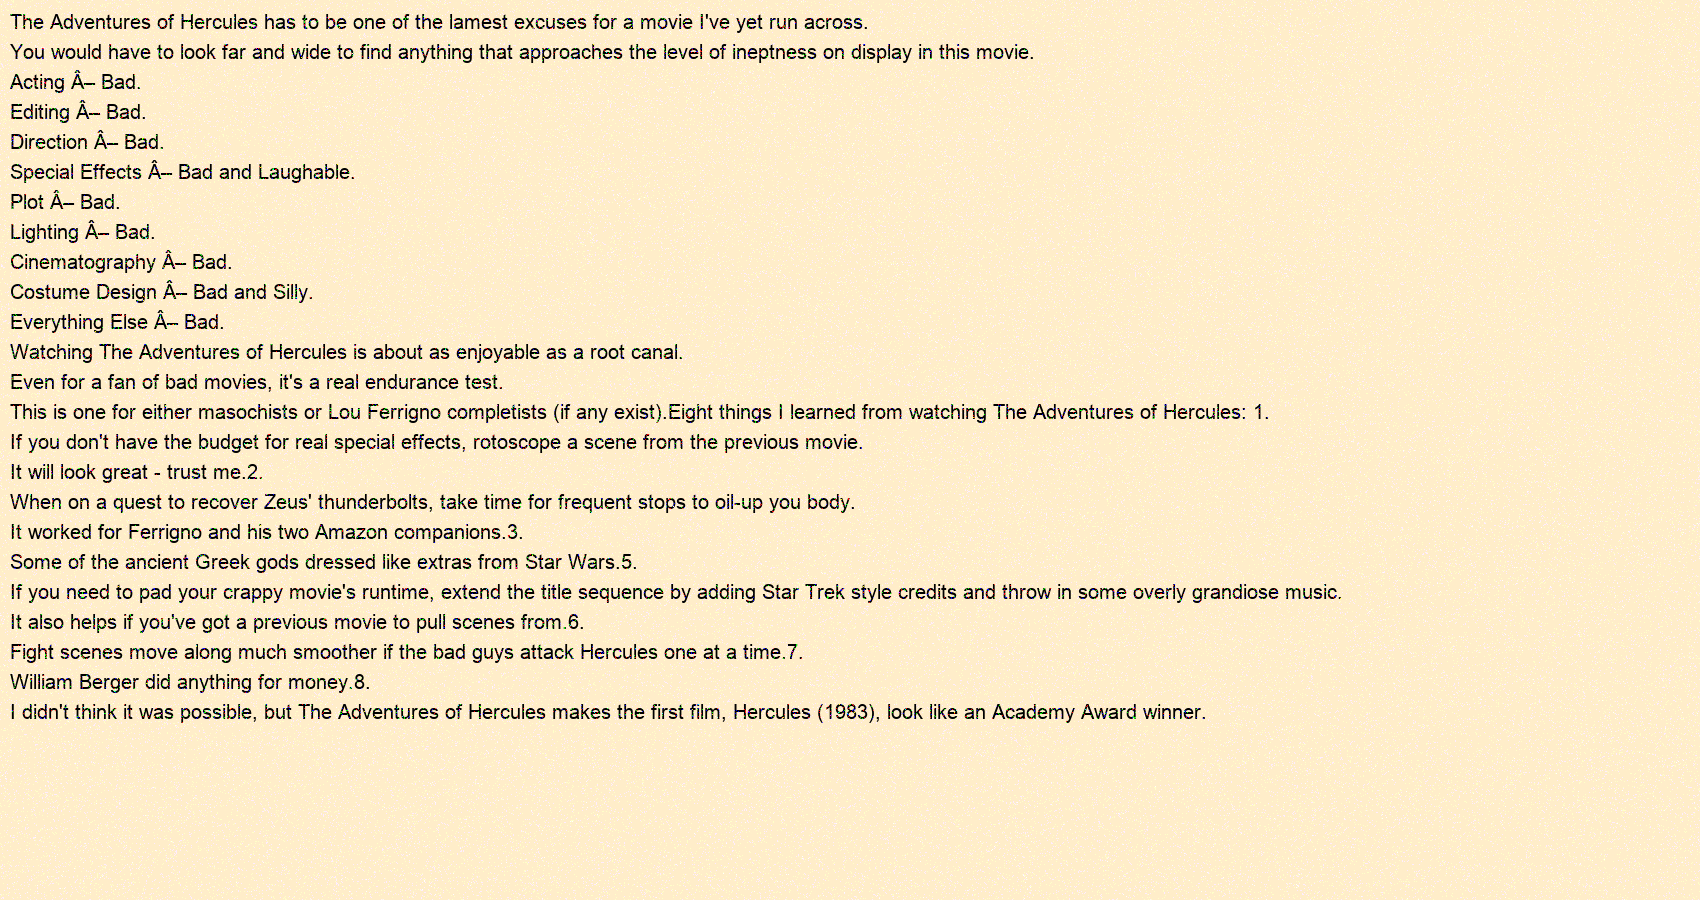 The Adventures of Hercules has to be one of the lamest excuses for a movie I've yet run across.
You would have to look far and wide to find anything that approaches the level of ineptness on display in this movie.
Acting Â– Bad.
Editing Â– Bad.
Direction Â– Bad.
Special Effects Â– Bad and Laughable.
Plot Â– Bad.
Lighting Â– Bad.
Cinematography Â– Bad.
Costume Design Â– Bad and Silly.
Everything Else Â– Bad.
Watching The Adventures of Hercules is about as enjoyable as a root canal.
Even for a fan of bad movies, it's a real endurance test.
This is one for either masochists or Lou Ferrigno completists (if any exist).Eight things I learned from watching The Adventures of Hercules: 1.
If you don't have the budget for real special effects, rotoscope a scene from the previous movie.
It will look great - trust me.2.
When on a quest to recover Zeus' thunderbolts, take time for frequent stops to oil-up you body.
It worked for Ferrigno and his two Amazon companions.3.
Some of the ancient Greek gods dressed like extras from Star Wars.5.
If you need to pad your crappy movie's runtime, extend the title sequence by adding Star Trek style credits and throw in some overly grandiose music.
It also helps if you've got a previous movie to pull scenes from.6.
Fight scenes move along much smoother if the bad guys attack Hercules one at a time.7.
William Berger did anything for money.8.
I didn't think it was possible, but The Adventures of Hercules makes the first film, Hercules (1983), look like an Academy Award winner.